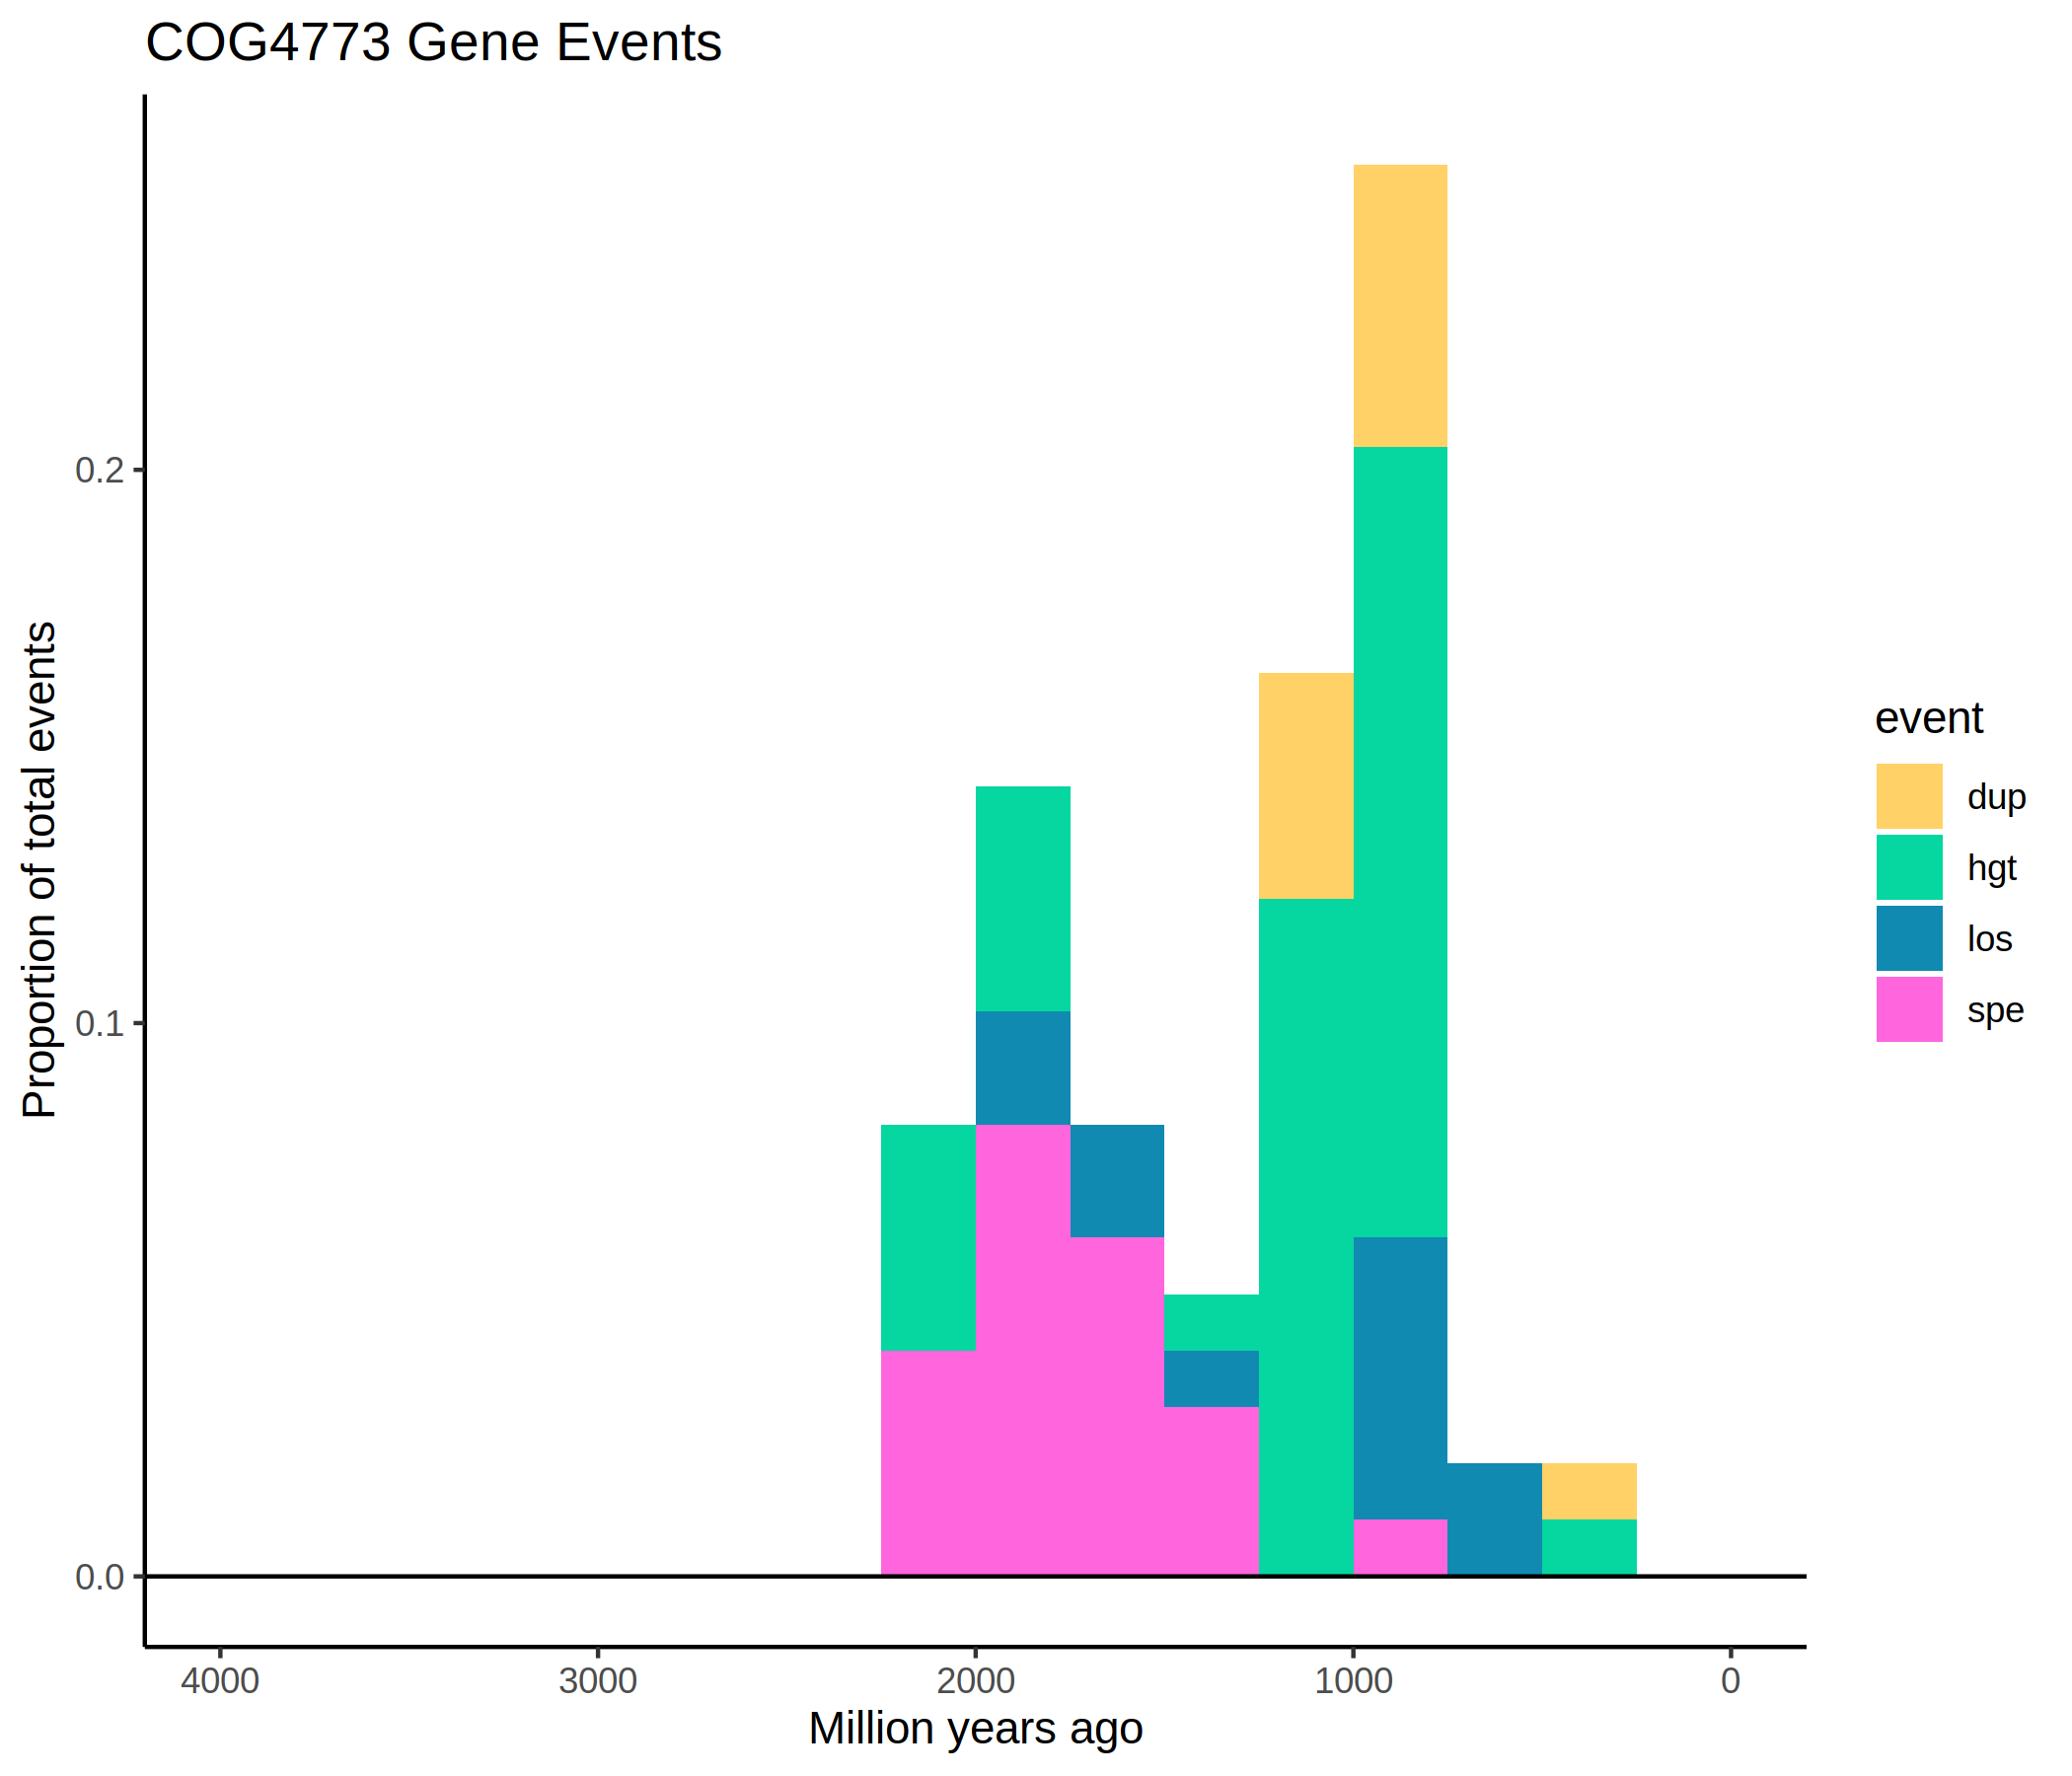 COG4773 Gene Events
Proportion of total events
0.2
0.1
0.0
4000
3000
2000
1000
0
Million years ago
event
dup
hgt
los
spe